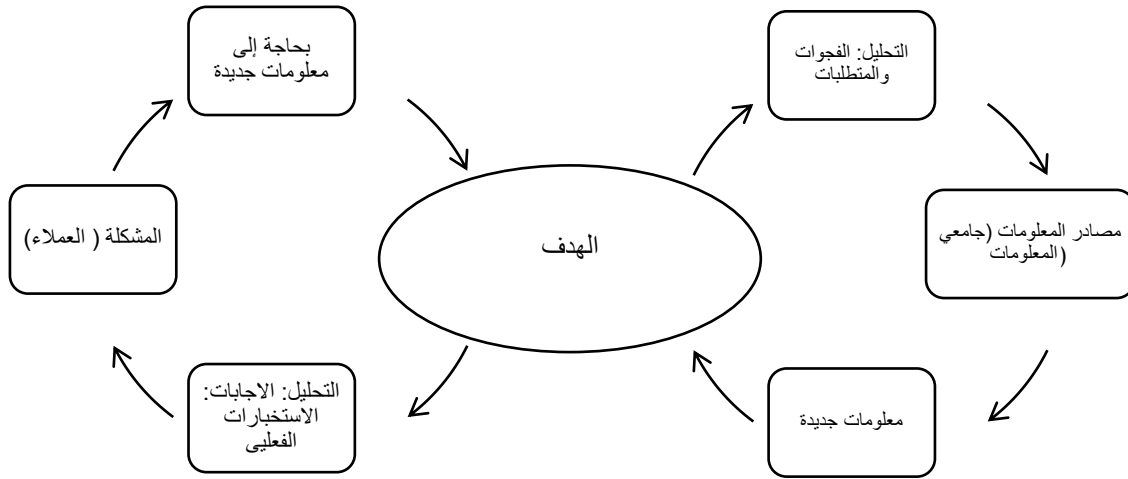 التحليل: الفجوات
والمتطلبات
بحاجة إلى
معلومات جديدة
مصادر المعلومات (جامعي
المعلومات)
الهدف
المشكلة ( العملاء)
معلومات جديدة
التحليل: الاجابات:
الاستخبارات
الفعليى